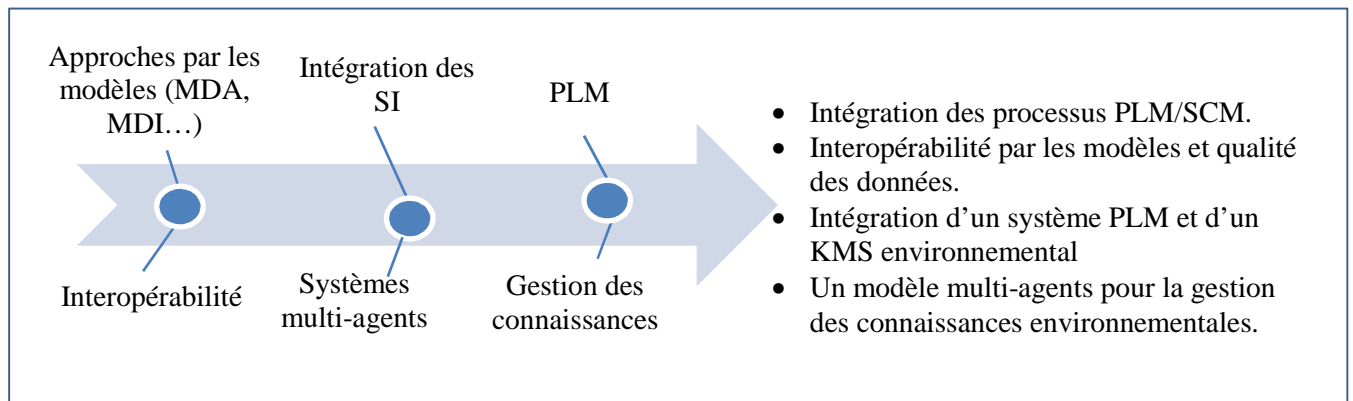 Approches par les
modèles (MDA,
MDI…)
Intégration des
SI
PLM
Interopérabilité
Systèmes
multi-agents
Gestion des
connaissances
• Intégration des processus PLM/SCM.
• Interopérabilité par les modèles et qualité
des données.
• Intégration d’un système PLM et d’un
KMS environnemental
• Un modèle multi-agents pour la gestion
des connaissances environnementales.